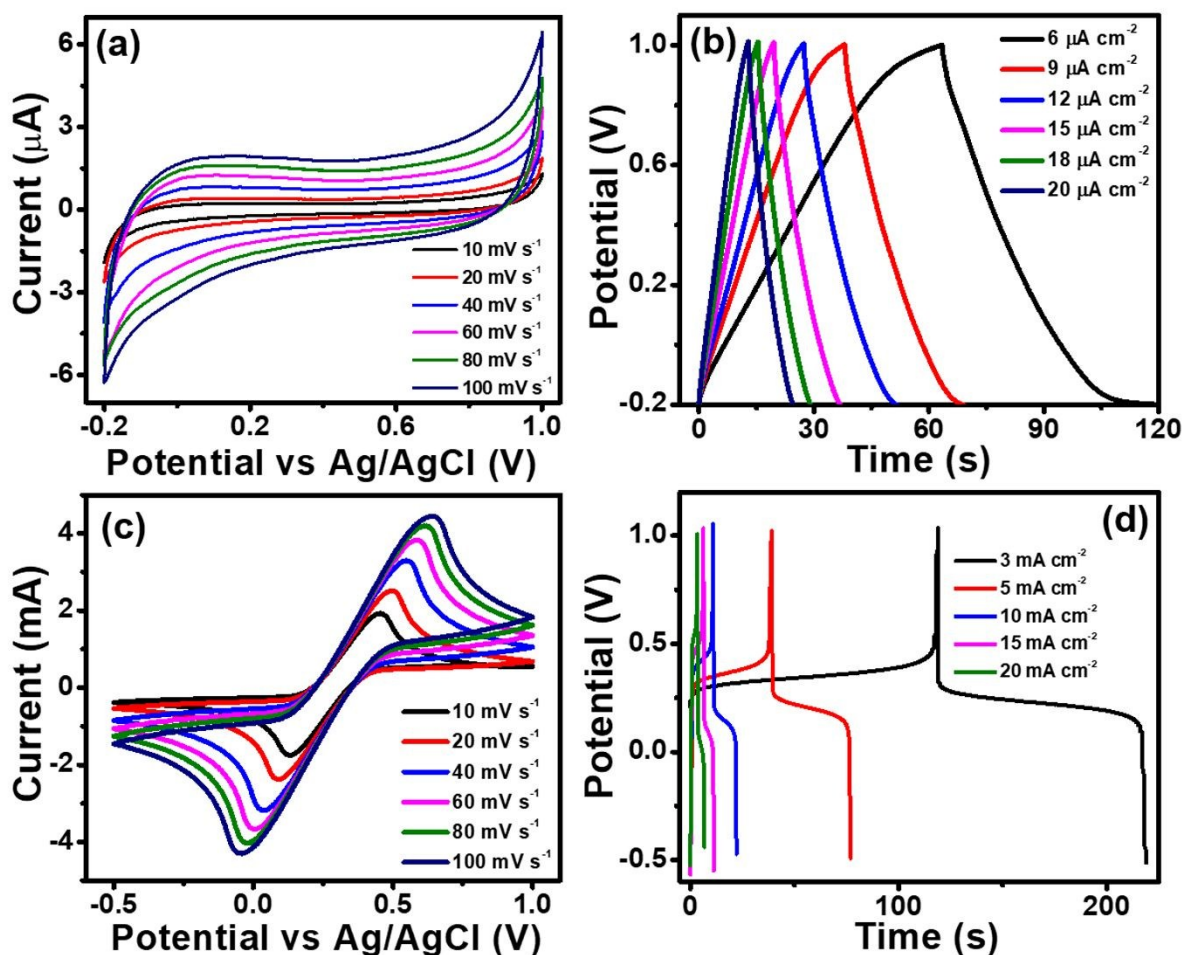 (a)
6
3
0
-3
-6
Current (μA)
10 mV s⁻¹
20 mV s⁻¹
40 mV s⁻¹
60 mV s⁻¹
80 mV s⁻¹
100 mV s⁻¹
-0.2
0.2
0.6
1.0
Potential vs Ag/AgCl (V)
(b)
1.0
0.6
0.2
-0.2
Potential (V)
6 μA cm⁻²
9 μA cm⁻²
12 μA cm⁻²
15 μA cm⁻²
18 μA cm⁻²
20 μA cm⁻²
0
30
60
90
120
Time (s)
(c)
4
2
0
-2
-4
Current (mA)
10 mV s⁻¹
20 mV s⁻¹
40 mV s⁻¹
60 mV s⁻¹
80 mV s⁻¹
100 mV s⁻¹
-0.5
0.0
0.5
1.0
Potential vs Ag/AgCl (V)
(d)
1.0
0.5
0.0
-0.5
Potential (V)
3 mA cm⁻²
5 mA cm⁻²
10 mA cm⁻²
15 mA cm⁻²
20 mA cm⁻²
0
100
200
Time (s)